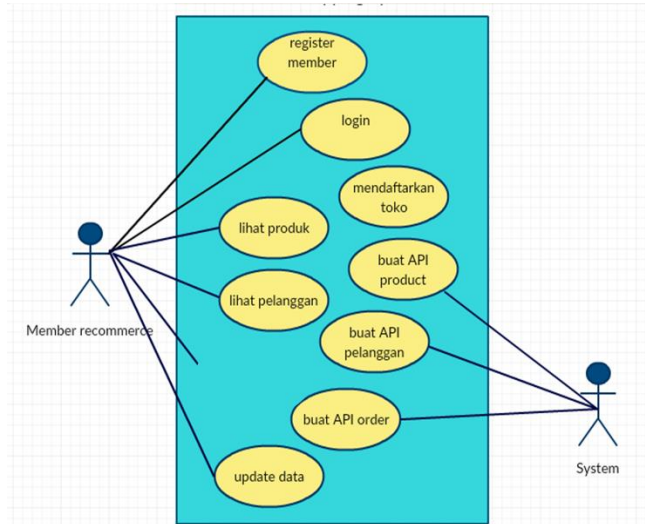 register
member
login
mendaftarkan
toko
lihat produk
buat API
product
lihat pelanggan
buat API
pelanggan
Member recommerce
buat API order
System
update data